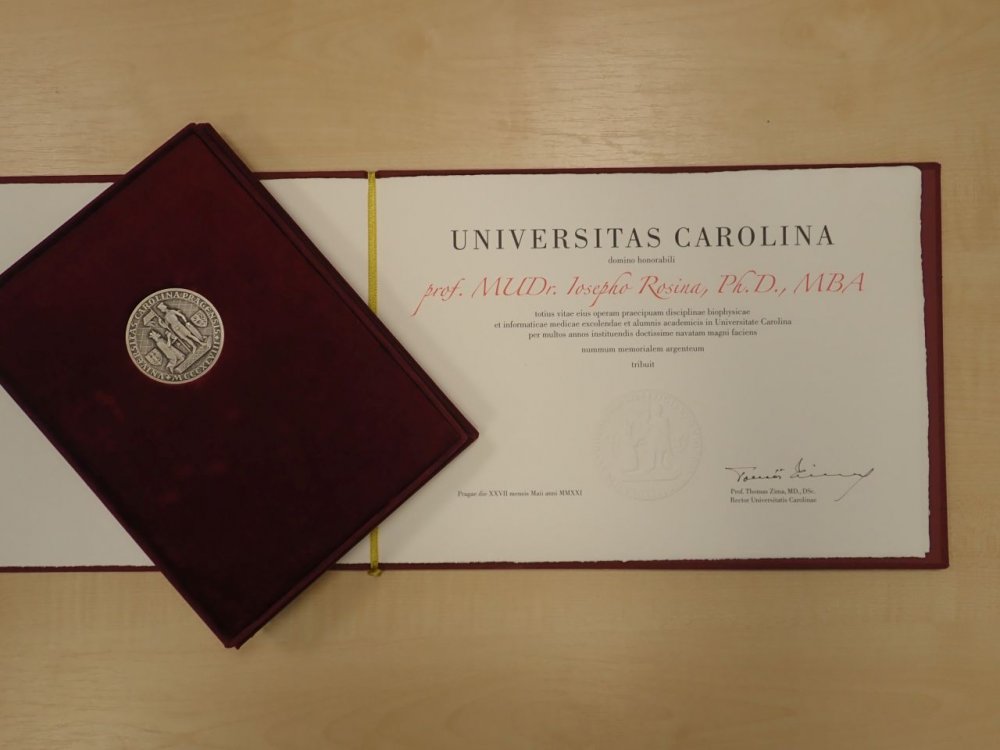 UNIVERSITAS CAROLINA
domino honorabili
prof. MUDr. Iosepho Rosina, Ph.D., MBA
totius vitae eius operam praecipuam disciplinae biophysicae
et informaticae medicae excolendae et alumnis academicis in Universitate Carolina
per multos annos instituendis doctissime navatam magni faciens
nummum memorialem argenteum
tribuit
Pragae die XXVII mensis Maii anni MMXXI
Prof. Thomas Zima, MD., DSc.
Rector Universitatis Carolinae